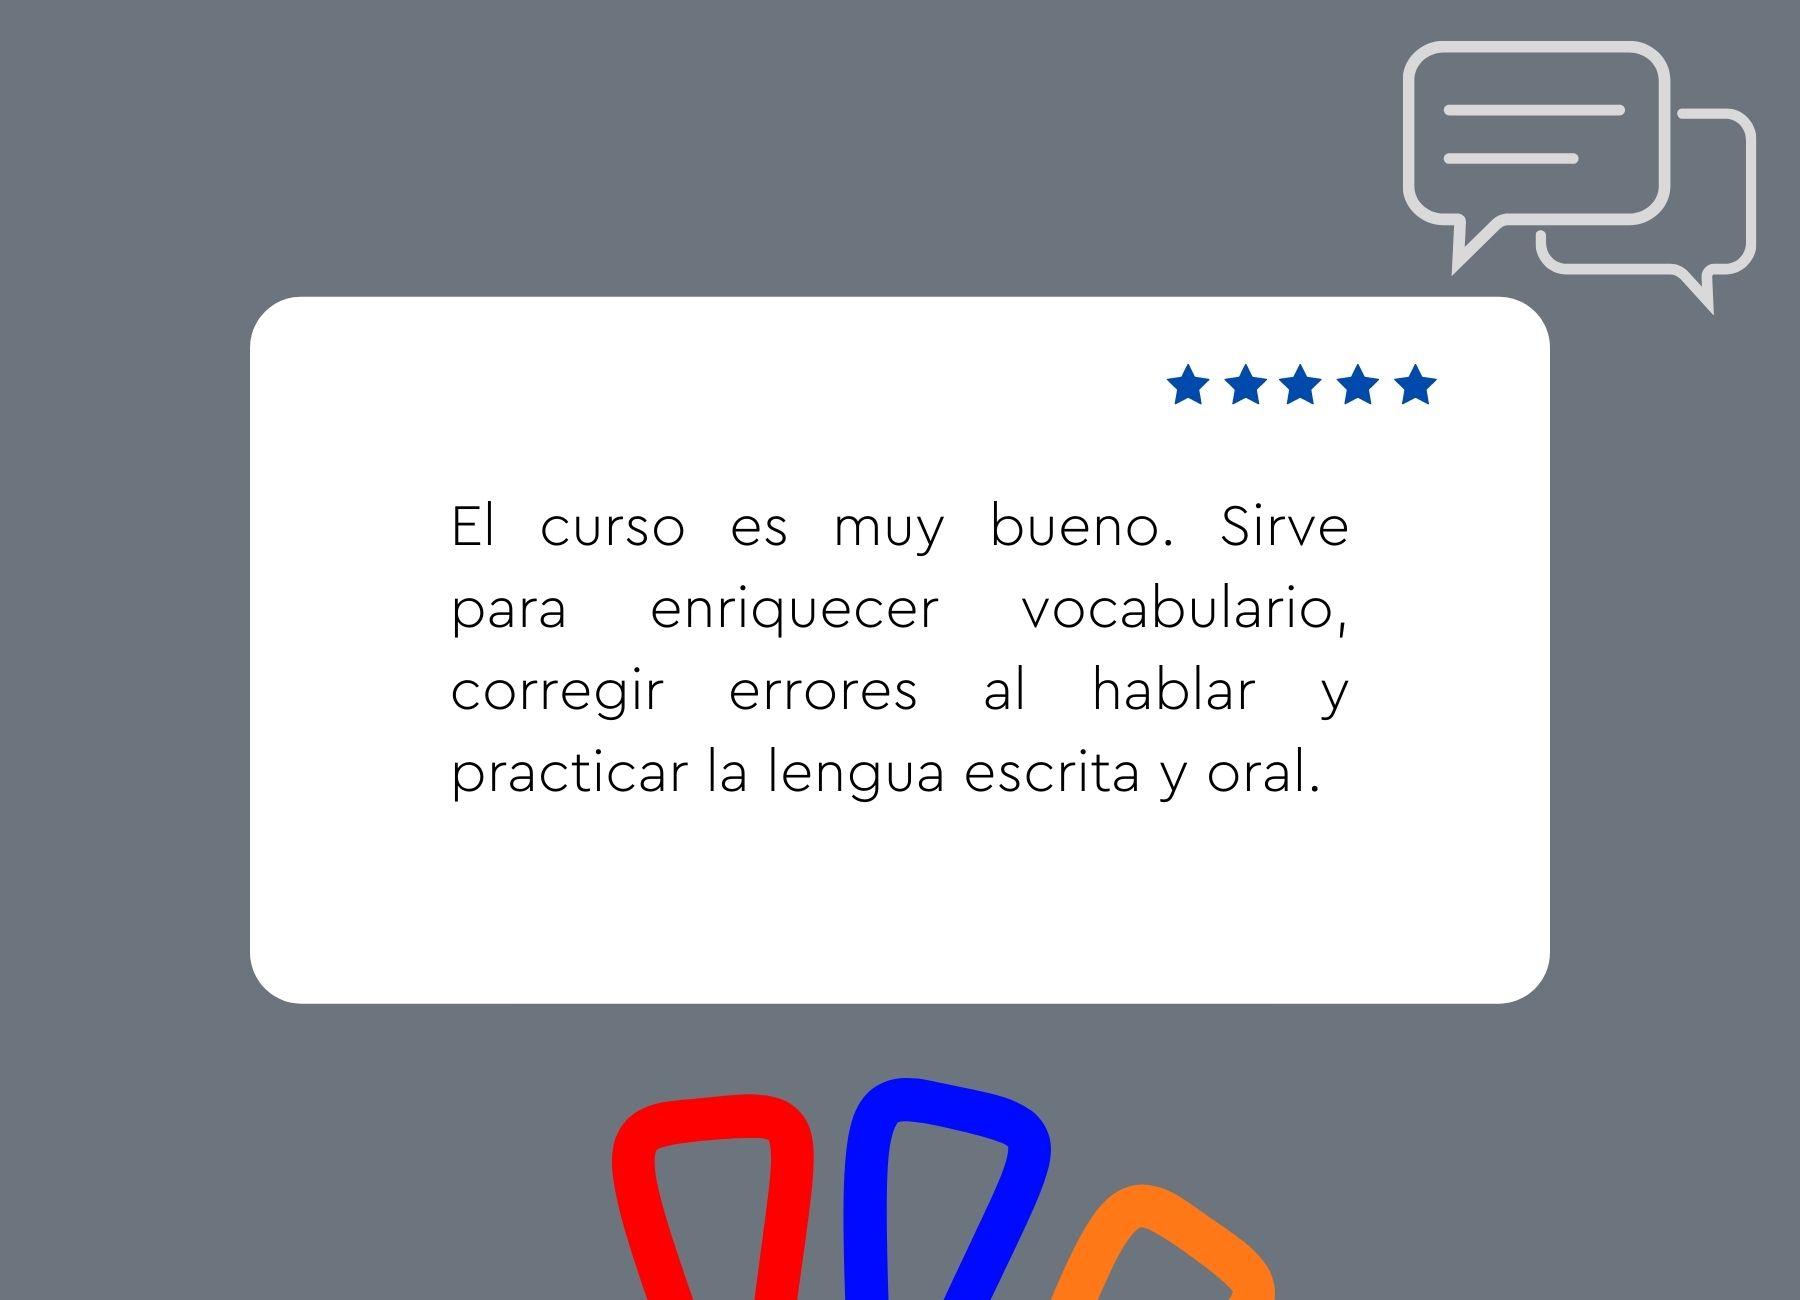 El curso es muy bueno. Sirve
para enriquecer vocabulario,
corregir errores al hablar y
practicar la lengua escrita y oral.